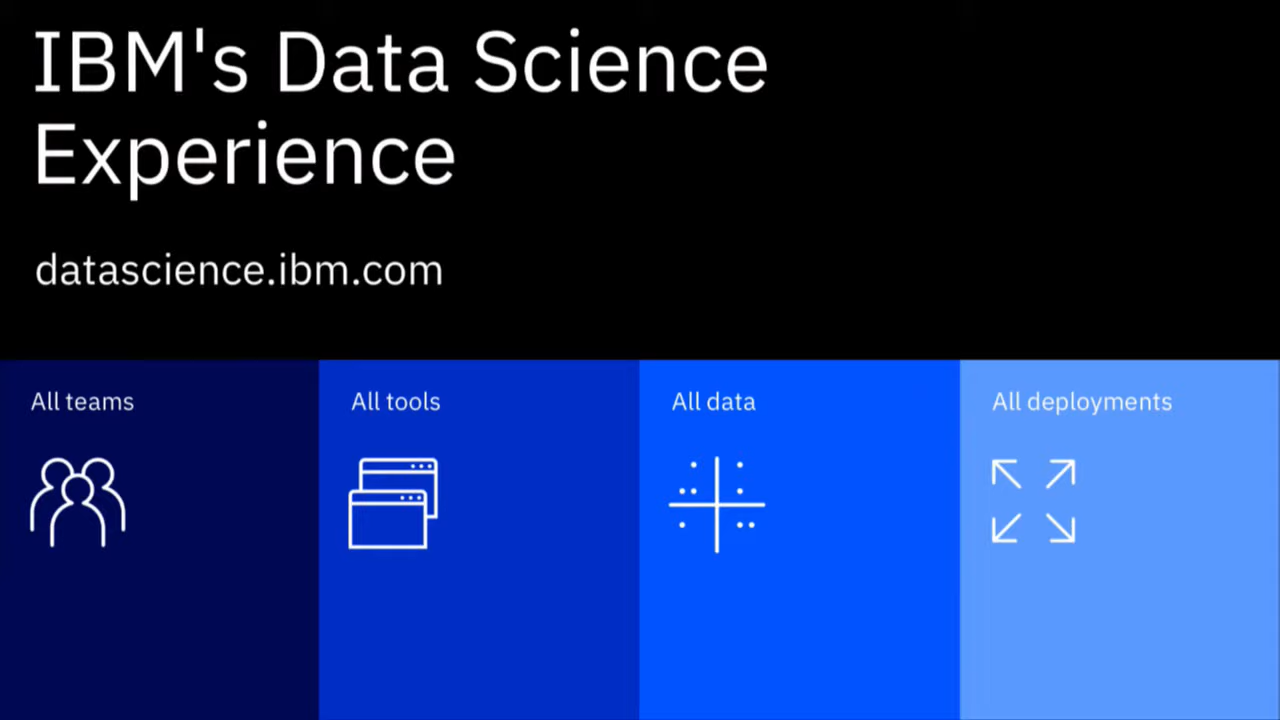 IBM's Data Science
Experience
datascience.ibm.com
All teams
All tools
All data
All deployments